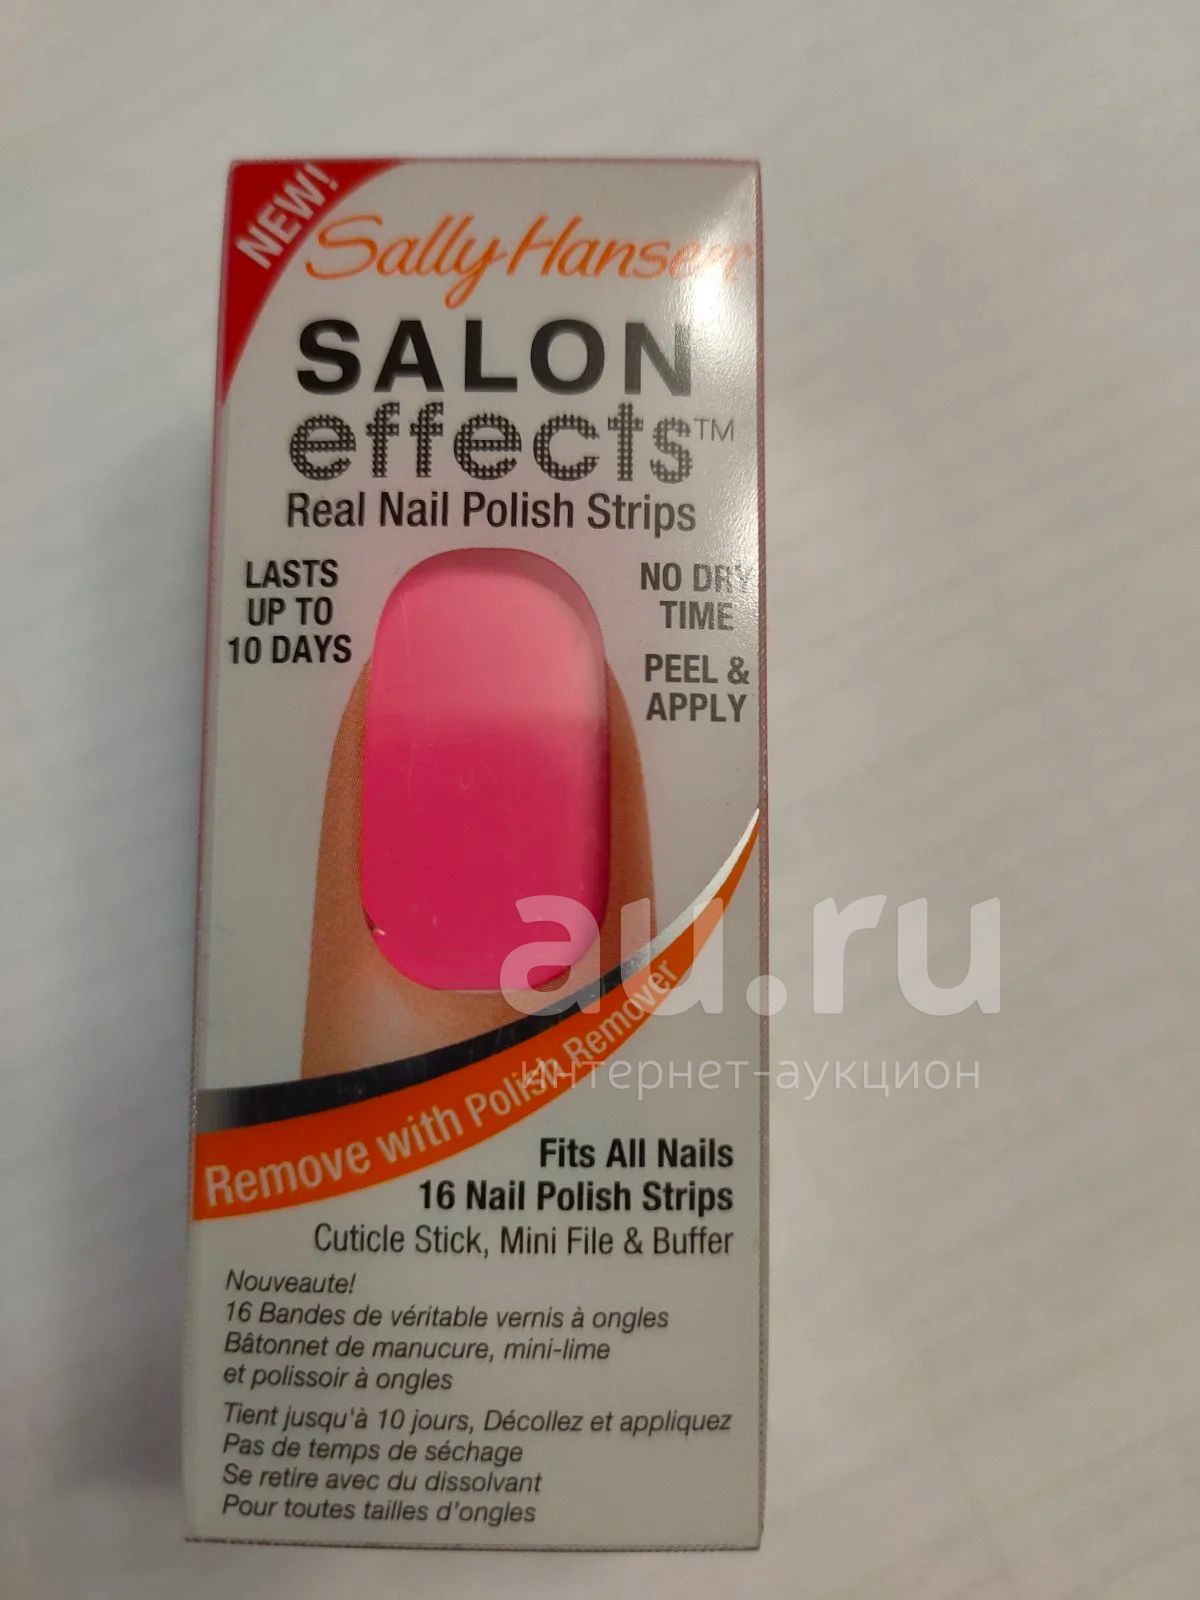 NEW!
Sally Hansen
SALON
effects™
Real Nail Polish Strips
LASTS
UP TO
10 DAYS
NO DRY
TIME
PEEL &
APPLY
au.ru
интернет-аукцион
Remove with Polish Remover
Fits All Nails
16 Nail Polish Strips
Cuticle Stick, Mini File & Buffer
Nouveaute!
16 Bandes de véritable vernis à ongles
Bâtonnet de manucure, mini-lime
et polissoir à ongles
Tient jusqu'à 10 jours, Décollez et appliquez
Pas de temps de séchage
Se retire avec du dissolvant
Pour toutes tailles d'ongles